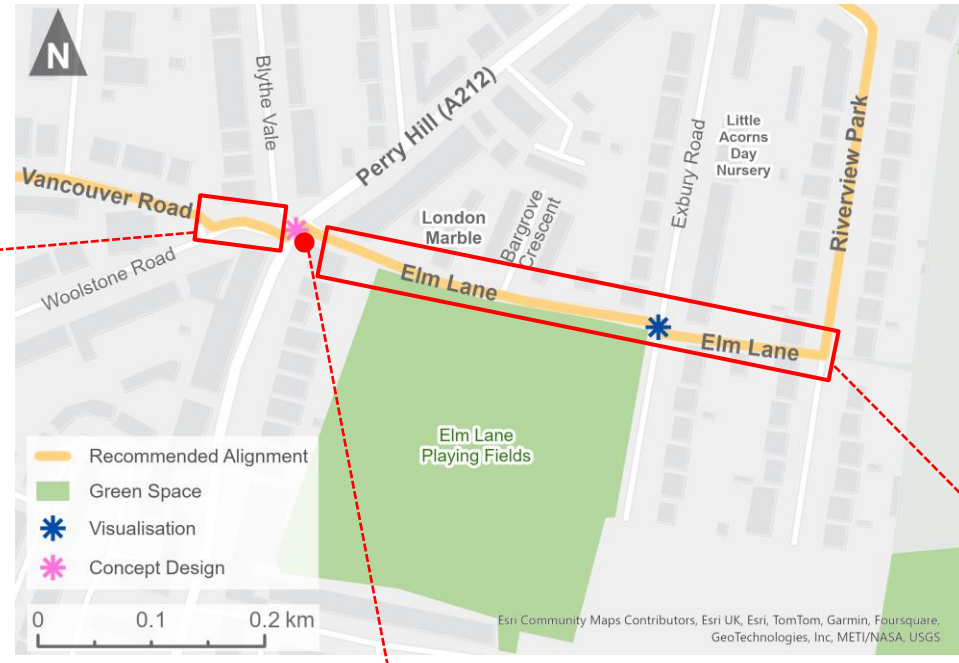 N
Blythe Vale
Perry Hill (A212)
Vancouver Road
Woolstone Road
London
Marble
Bargrove
Crescent
Exbury Road
Little
Acorns
Day
Nursery
Riverview Park
Elm Lane
Elm Lane
Elm Lane
Playing Fields
Recommended Alignment
Green Space
Visualisation
Concept Design
0 0.1 0.2 km
Esri Community Maps Contributors, Esri UK, Esri, TomTom, Garmin, Foursquare,
GeoTechnologies, Inc, METI/NASA, USGS